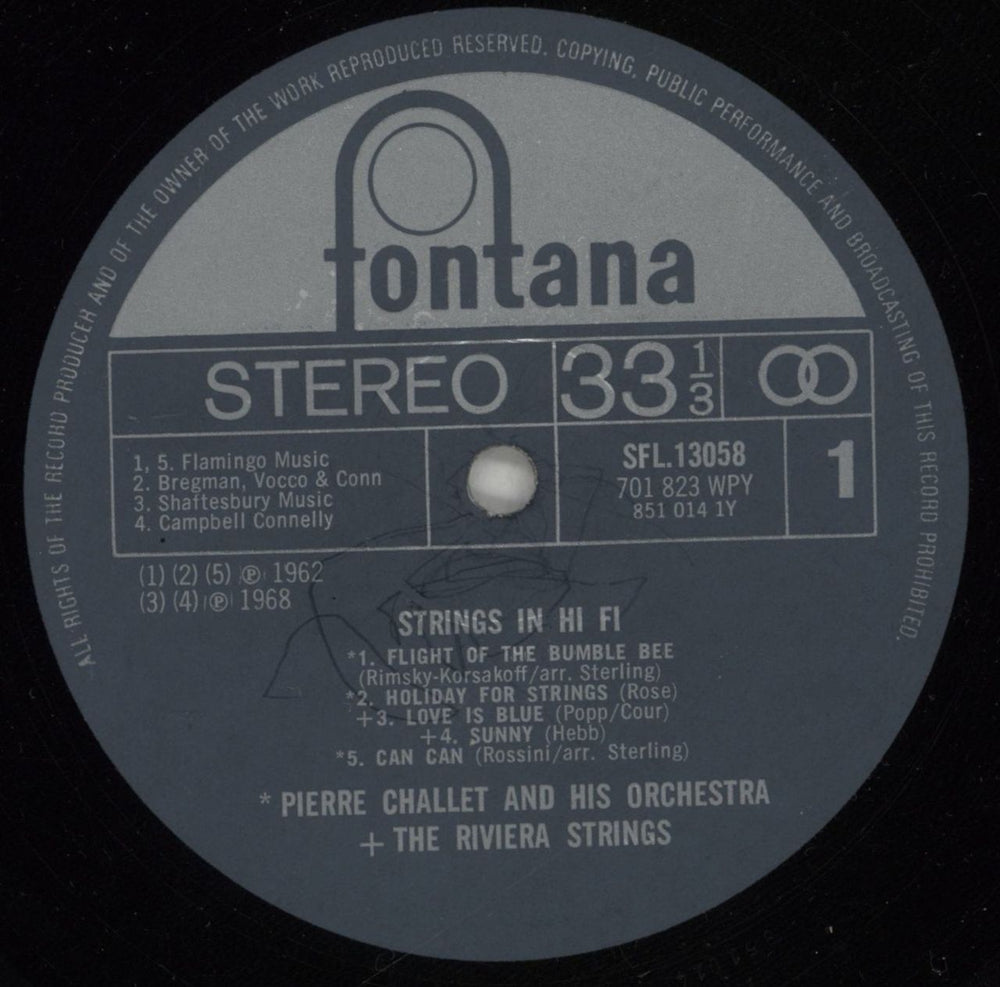 ALL RIGHTS OF THE RECORD PRODUCER AND OF THE OWNER OF THE WORK REPRODUCED RESERVED. COPYING, PUBLIC PERFORMANCE AND BROADCASTING OF THIS RECORD PROHIBITED.
fontana
STEREO 33 1/3
1, 5. Flamingo Music
2. Bregman, Vocco & Conn
3. Shaftesbury Music
4. Campbell Connelly
SFL.13058
701 823 WPY
851 014 1Y
1
(1) (2) (5) ℗ 1962
(3) (4) ℗ 1968
STRINGS IN HI FI
*1. FLIGHT OF THE BUMBLE BEE
(Rimsky-Korsakoff/arr. Sterling)
*2. HOLIDAY FOR STRINGS (Rose)
+3. LOVE IS BLUE (Popp/Cour)
+4. SUNNY (Hebb)
*5. CAN CAN (Rossini/arr. Sterling)
* PIERRE CHALLET AND HIS ORCHESTRA
+ THE RIVIERA STRINGS